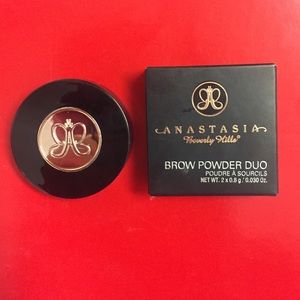 ANASTASIA
Beverly Hills®
BROW POWDER DUO
POUDRE À SOURCILS
NET WT. 2 x 0.8 g / 0.030 Oz.